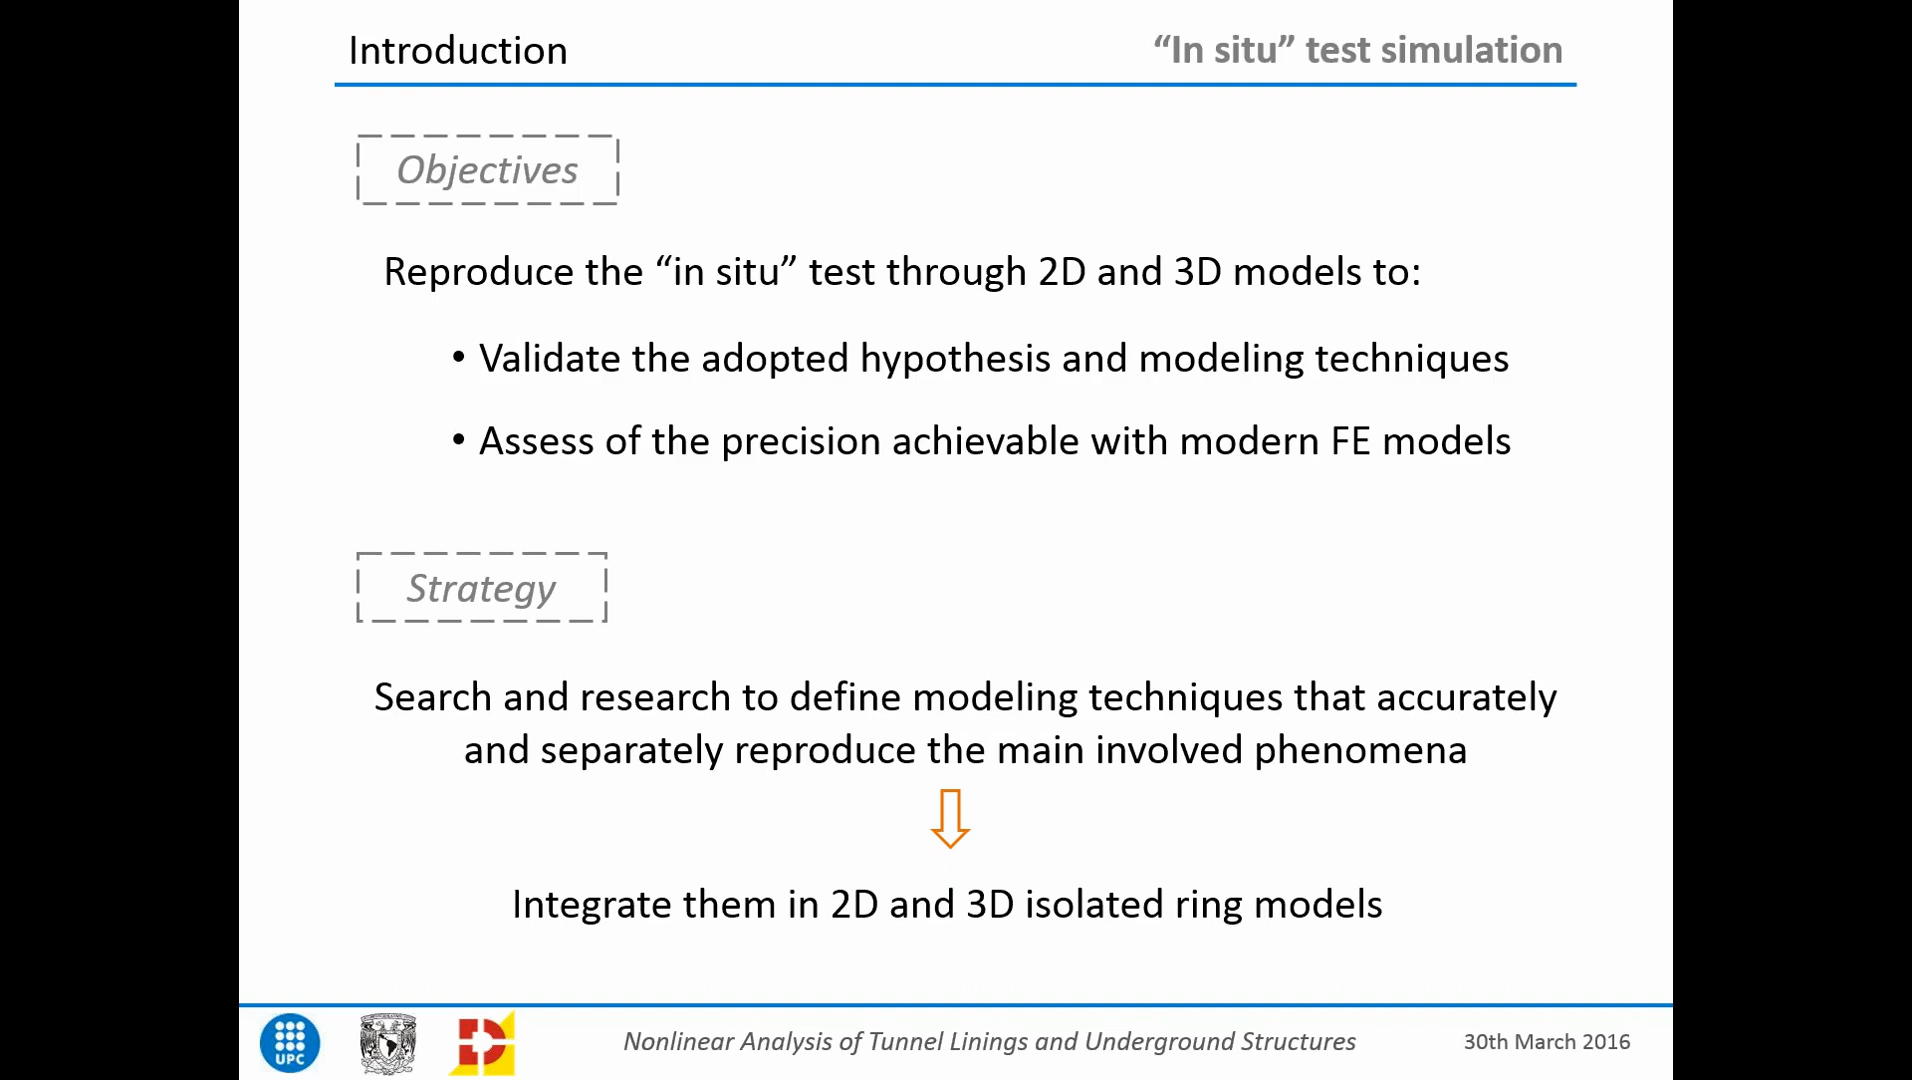 Introduction
“In situ” test simulation
Objectives
Reproduce the “in situ” test through 2D and 3D models to:
• Validate the adopted hypothesis and modeling techniques
• Assess of the precision achievable with modern FE models
Strategy
Search and research to define modeling techniques that accurately
and separately reproduce the main involved phenomena
Integrate them in 2D and 3D isolated ring models
UPC
Nonlinear Analysis of Tunnel Linings and Underground Structures
30th March 2016